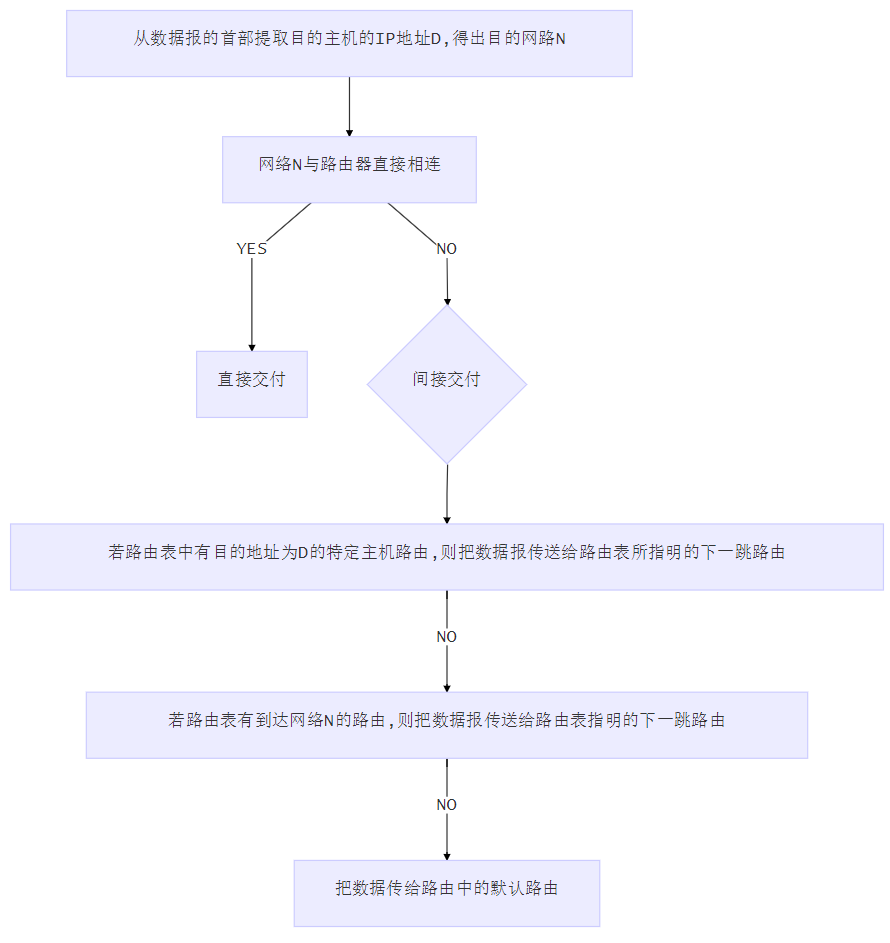 从数据报的首部提取目的主机的IP地址D,得出目的网路N
网络N与路由器直接相连
YES
NO
直接交付
间接交付
若路由表中有目的地址为D的特定主机路由,则把数据报传送给路由表所指明的下一跳路由
NO
若路由表有到达网络N的路由,则把数据报传送给路由表指明的下一跳路由
NO
把数据传给路由中的默认路由